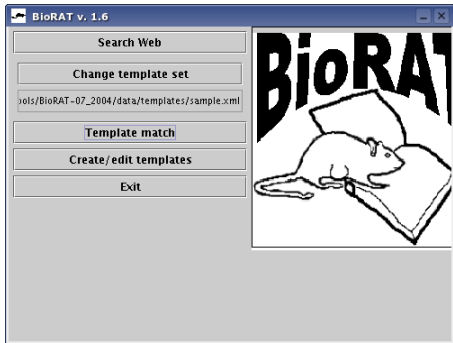 BioRAT v. 1.6
Search Web
Change template set
ools/BioRAT-07_2004/data/templates/sample.xml
Template match
Create/edit templates
Exit
BioRAT